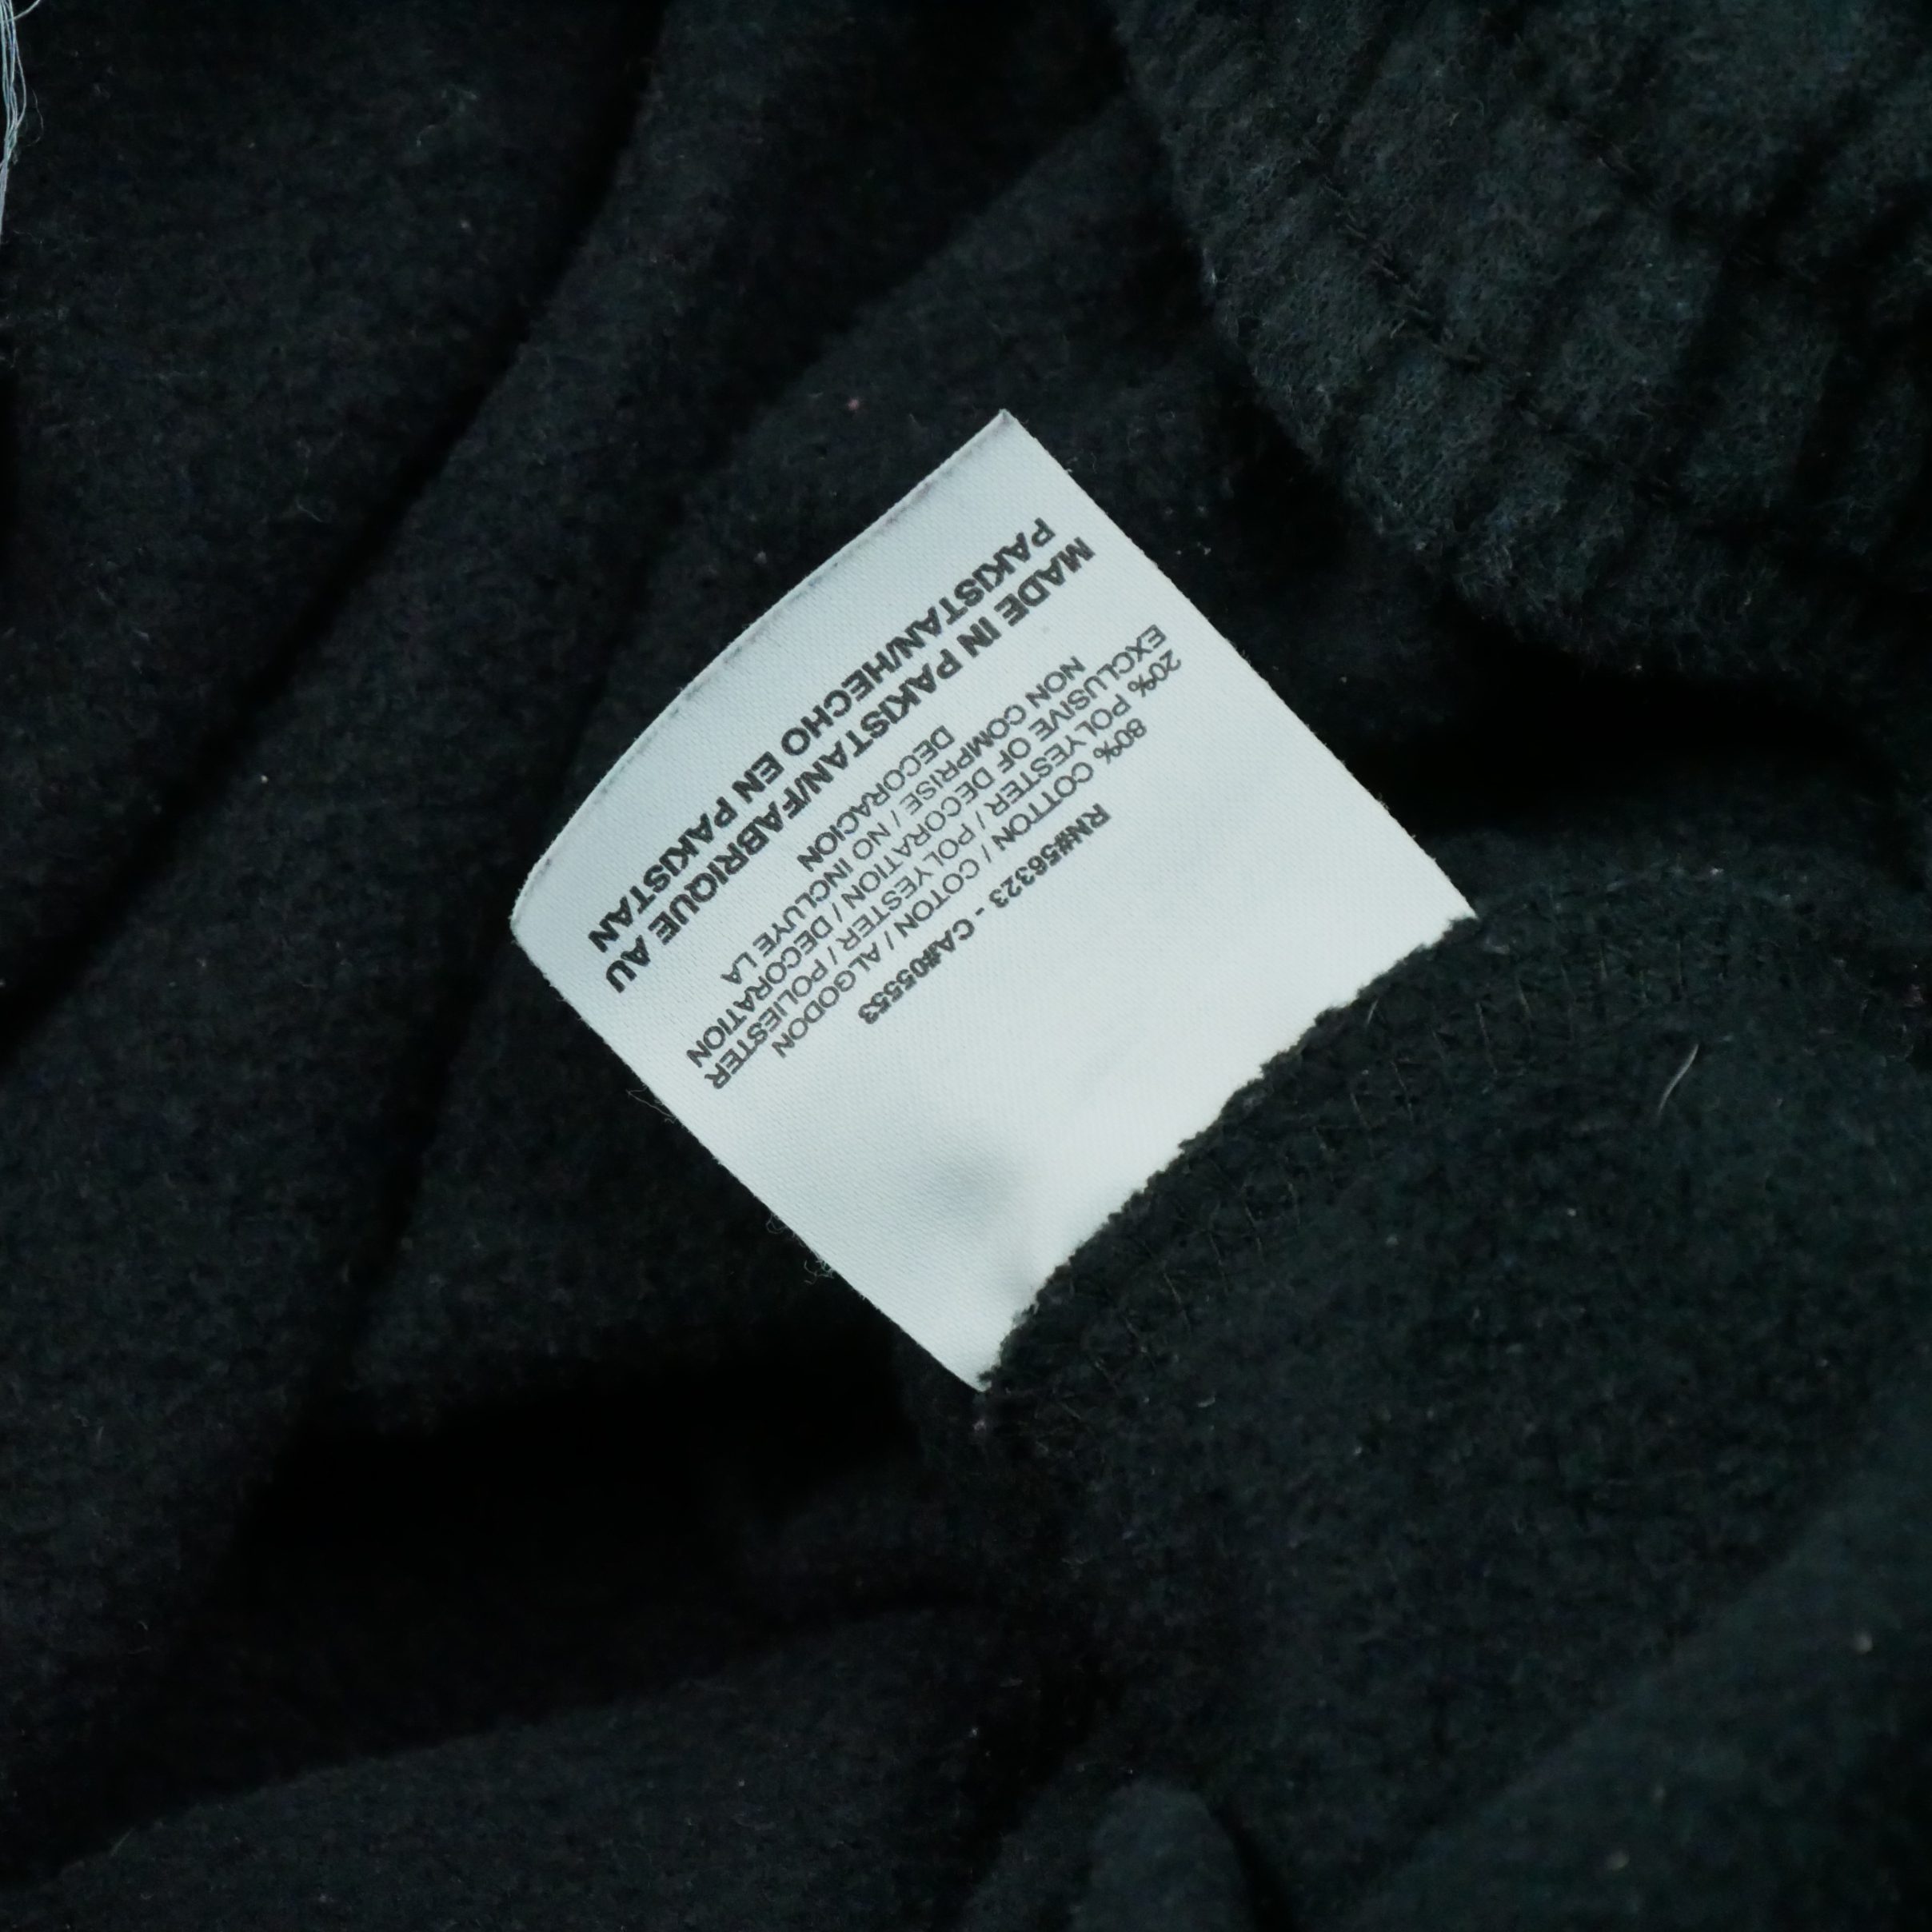 RN#56323 - CA#05553
80% COTTON / COTON / ALGODON
20% POLYESTER / POLYESTER / POLIESTER
EXCLUSIVE OF DECORATION / DECORATION
NON COMPRISE / NO INCLUYE LA
DECORACION
MADE IN PAKISTAN/FABRIQUE AU
PAKISTAN/HECHO EN PAKISTAN